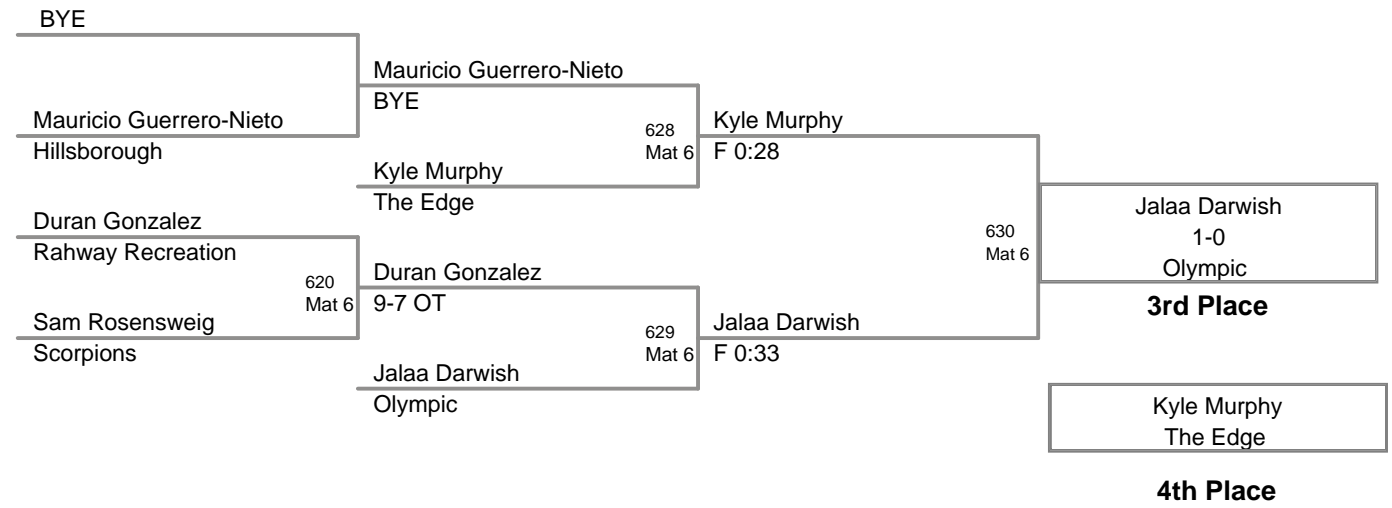 BYE
Mauricio Guerrero-Nieto
BYE
Mauricio Guerrero-Nieto
Hillsborough
628
Mat 6
Kyle Murphy
F 0:28
Kyle Murphy
The Edge
Duran Gonzalez
Rahway Recreation
620
Mat 6
Duran Gonzalez
9-7 OT
Sam Rosensweig
Scorpions
629
Mat 6
Jalaa Darwish
F 0:33
Jalaa Darwish
Olympic
630
Mat 6
Jalaa Darwish
1-0
Olympic
3rd Place
Kyle Murphy
The Edge
4th Place